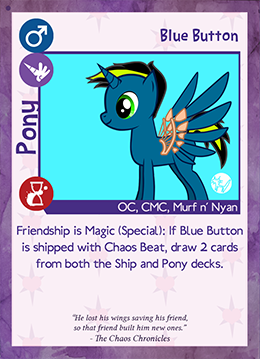 Blue Button
Pony
OC, CMC, Murf n' Nyan
Friendship is Magic (Special): If Blue Button
is shipped with Chaos Beat, draw 2 cards
from both the Ship and Pony decks.
"He lost his wings saving his friend,
so that friend built him new ones."
- The Chaos Chronicles